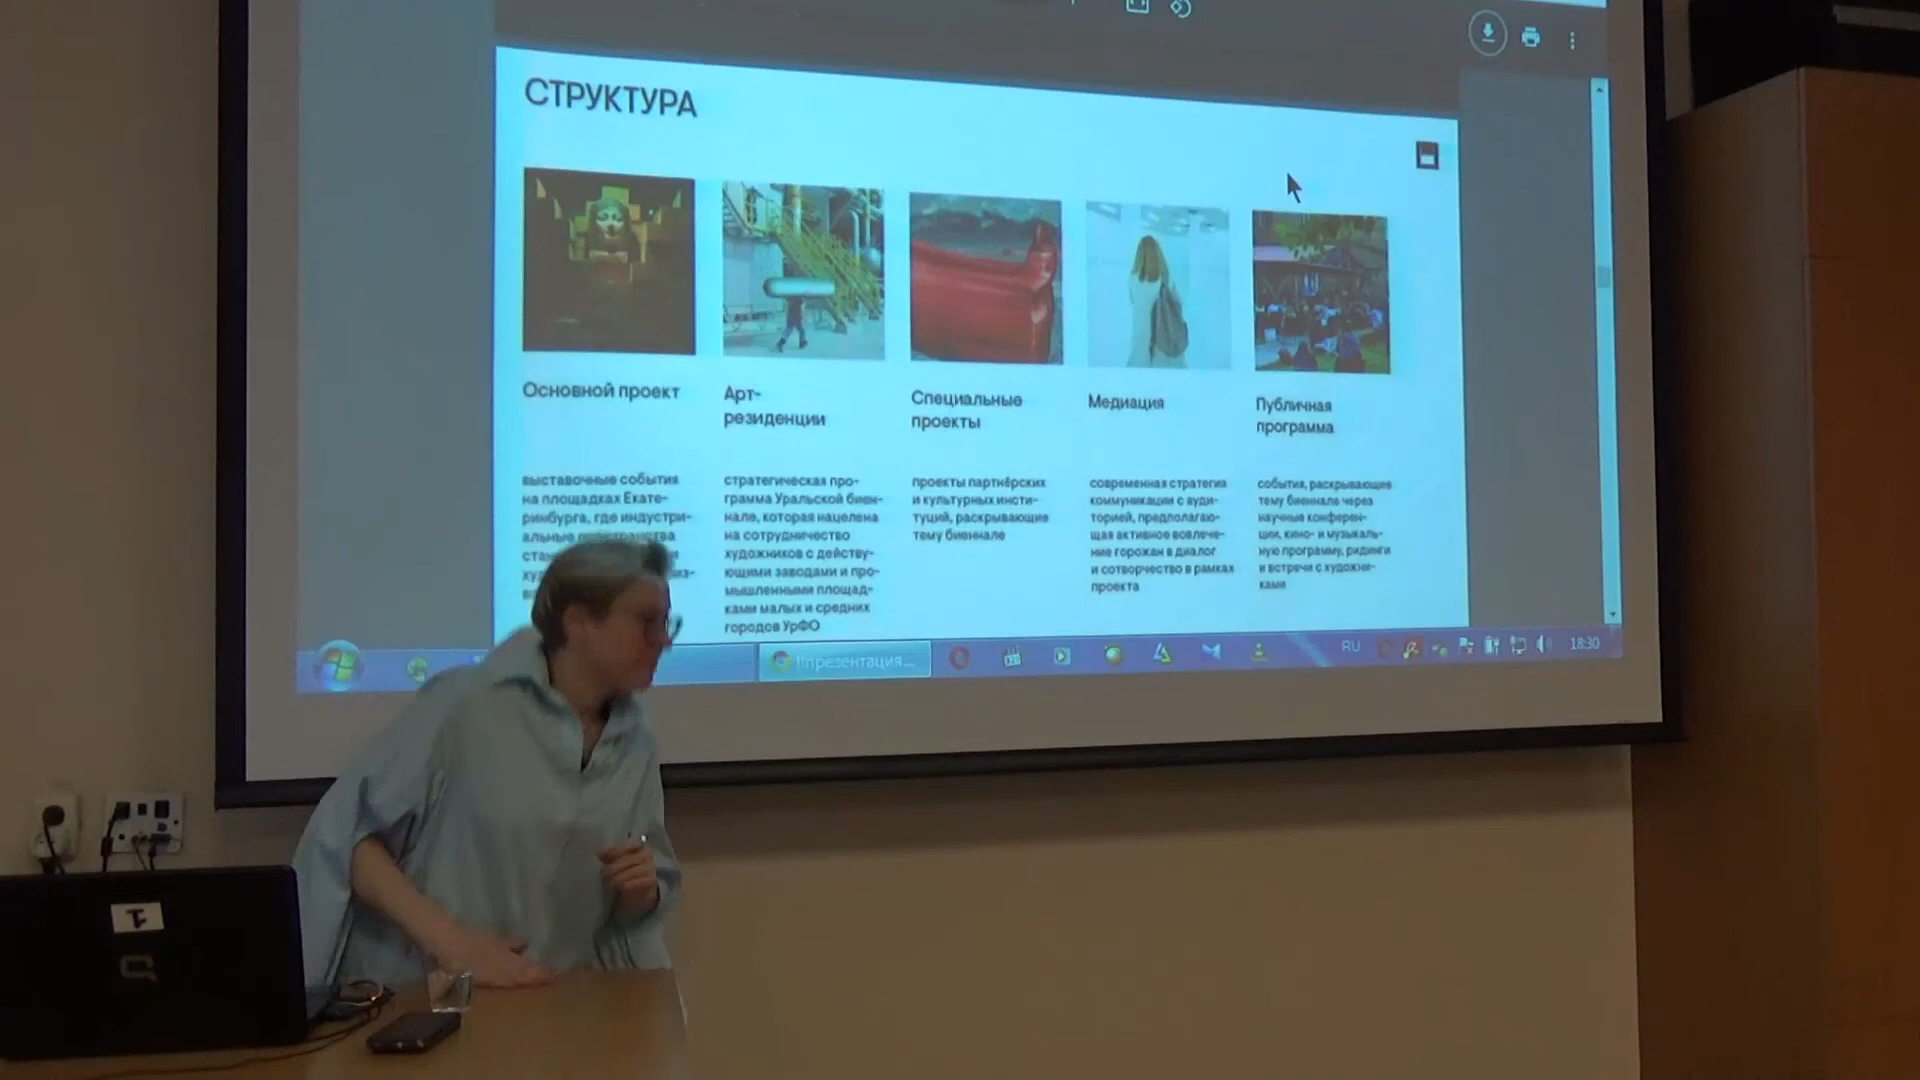 СТРУКТУРА
Основной проект
Арт-
резиденции
Специальные
проекты
Медиация
Публичная
программа
выставочные события
на площадках Екате-
ринбурга, где индустри-
альные пространства
стратегическая про-
грамма Уральской биен-
нале, которая нацелена
на сотрудничество
художников с действу-
ющими заводами и про-
мышленными площад-
ками малых и средних
городов УрФО
проекты партнёрских
и культурных инсти-
туций, раскрывающие
тему биеннале
современная стратегия
коммуникации с ауди-
торией, предполагаю-
щая активное вовлече-
ние горожан в диалог
и сотворчество в рамках
проекта
события, раскрывающие
тему биеннале через
научные конферен-
ции, кино- и музыкаль-
ную программу, ридинги
и встречи с художни-
ками
!!презентация...
RU
18:30
1